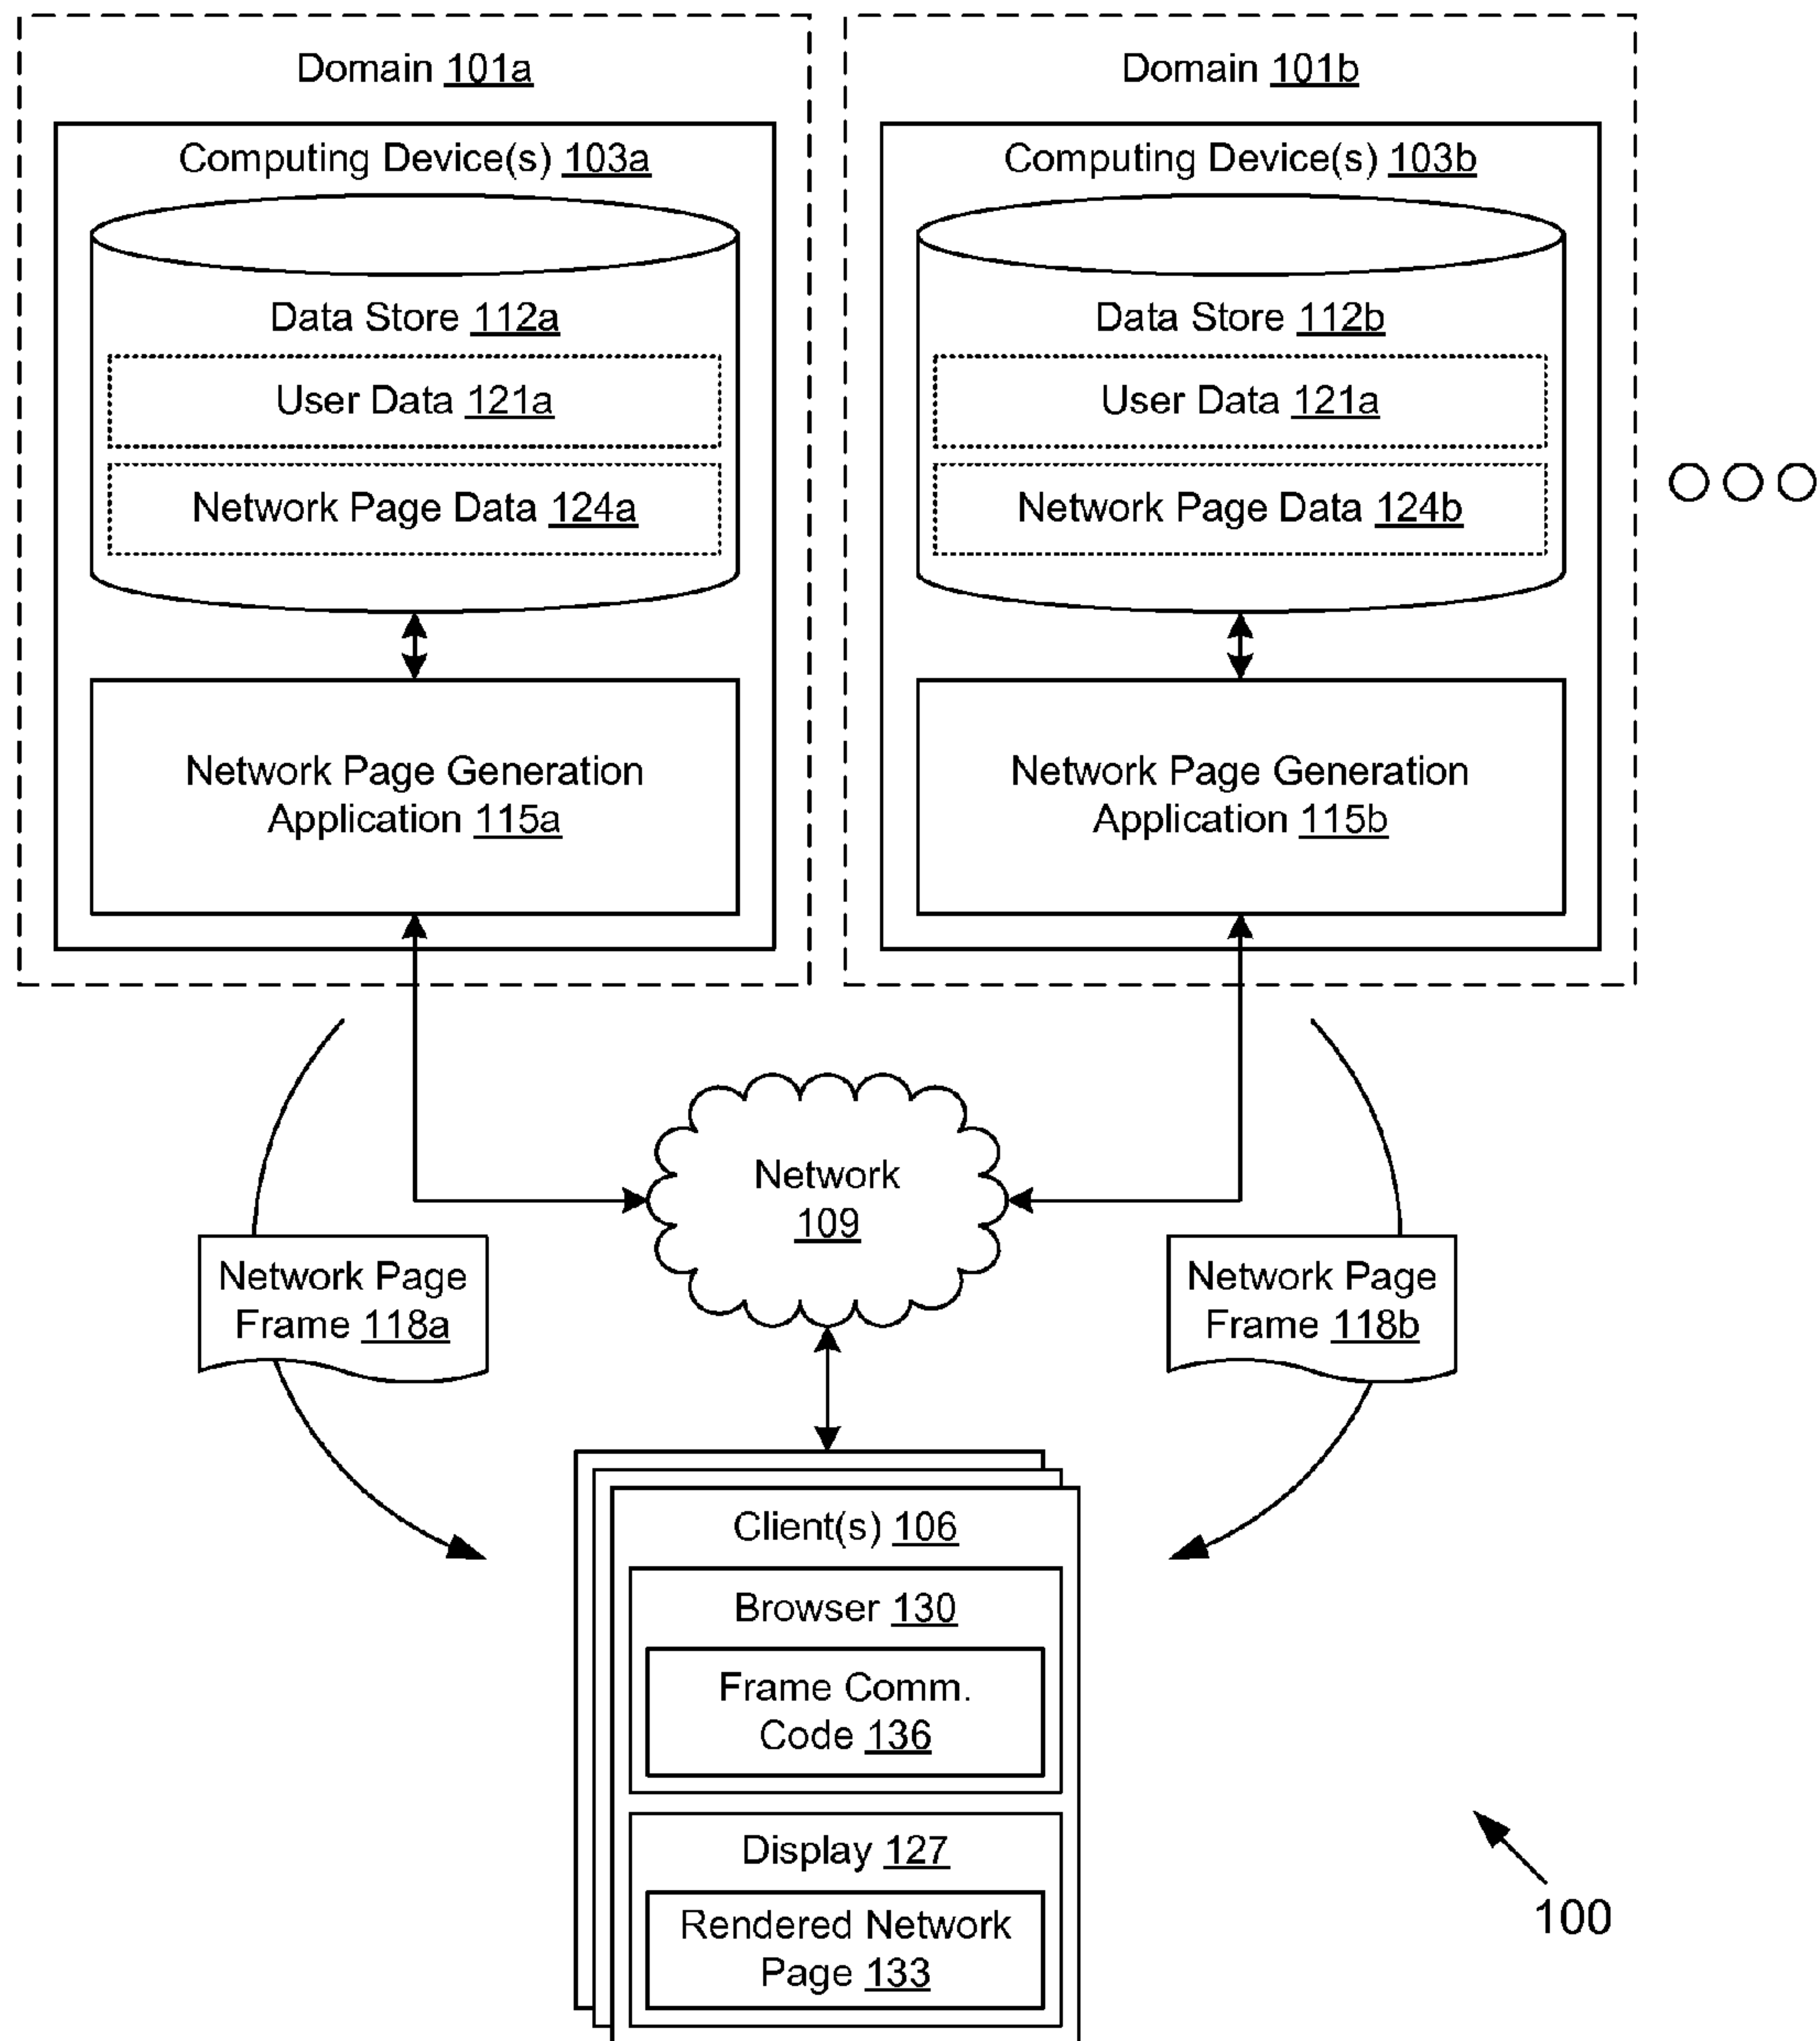 Domain 101a
Computing Device(s) 103a
Data Store 112a
User Data 121a
Network Page Data 124a
Network Page Generation
Application 115a
Domain 101b
Computing Device(s) 103b
Data Store 112b
User Data 121a
Network Page Data 124b
Network Page Generation
Application 115b
Network
109
Network Page
Frame 118a
Network Page
Frame 118b
Client(s) 106
Browser 130
Frame Comm.
Code 136
Display 127
Rendered Network
Page 133
100